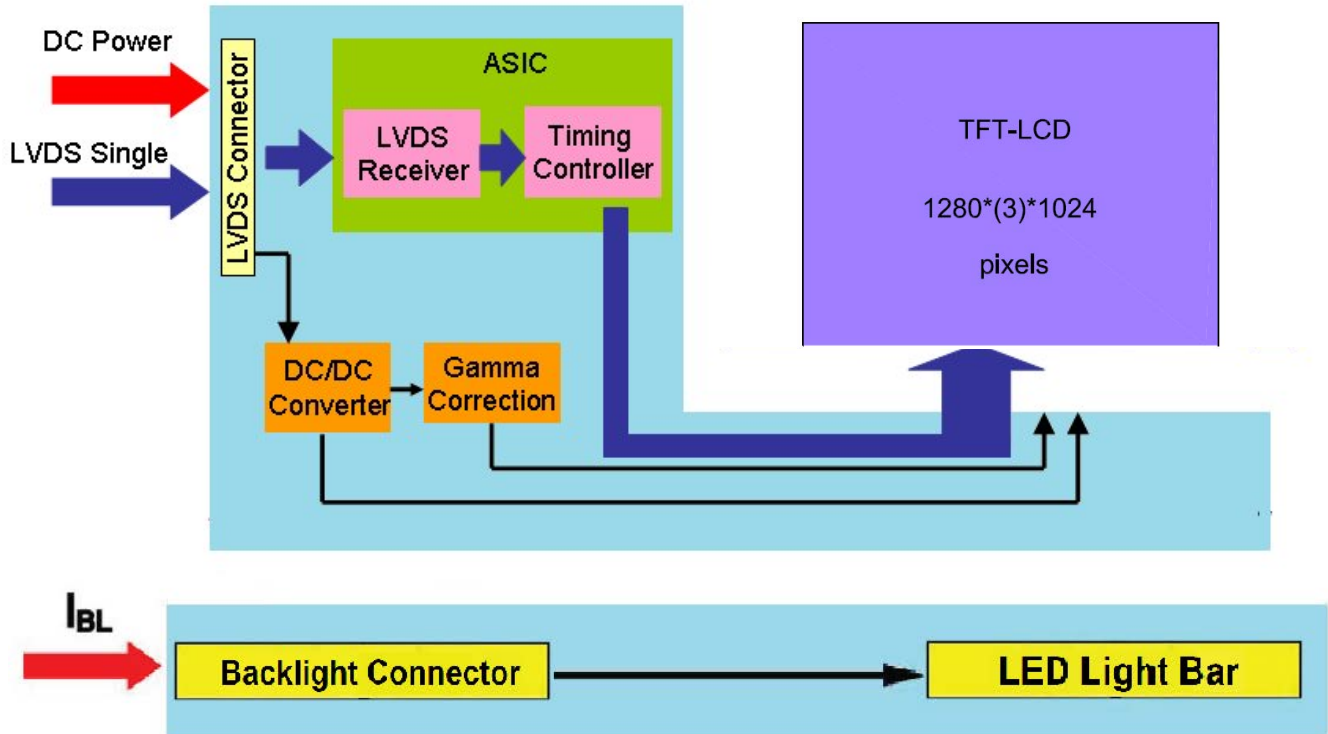 DC Power
LVDS Single
LVDS Connector
ASIC
LVDS
Receiver
Timing
Controller
TFT-LCD
1280*(3)*1024
pixels
DC/DC
Converter
Gamma
Correction
IBL
Backlight Connector
LED Light Bar